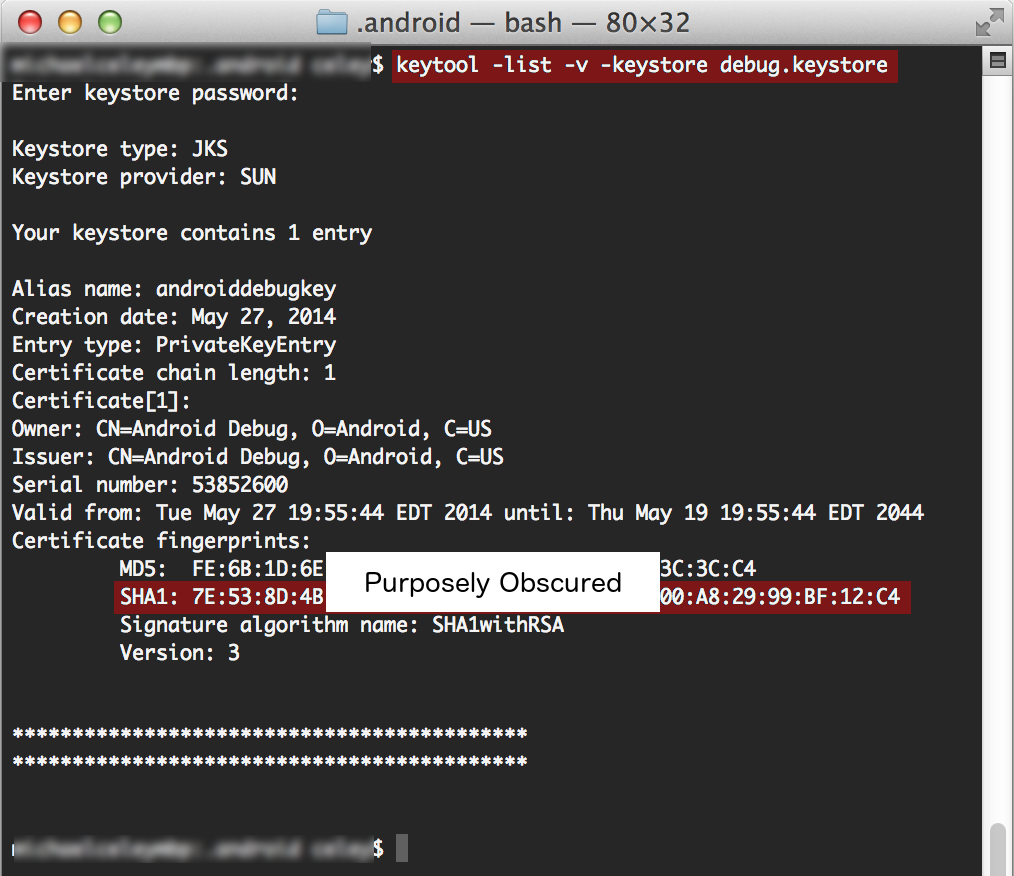 .android — bash — 80×32
$ keytool -list -v -keystore debug.keystore
Enter keystore password:
Keystore type: JKS
Keystore provider: SUN
Your keystore contains 1 entry
Alias name: androiddebugkey
Creation date: May 27, 2014
Entry type: PrivateKeyEntry
Certificate chain length: 1
Certificate[1]:
Owner: CN=Android Debug, O=Android, C=US
Issuer: CN=Android Debug, O=Android, C=US
Serial number: 53852600
Valid from: Tue May 27 19:55:44 EDT 2014 until: Thu May 19 19:55:44 EDT 2044
Certificate fingerprints:
MD5: FE:6B:1D:6E 3C:3C:C4
Purposely Obscured
SHA1: 7E:53:8D:4B 00:A8:29:99:BF:12:C4
Signature algorithm name: SHA1withRSA
Version: 3
*******************************************
*******************************************
$